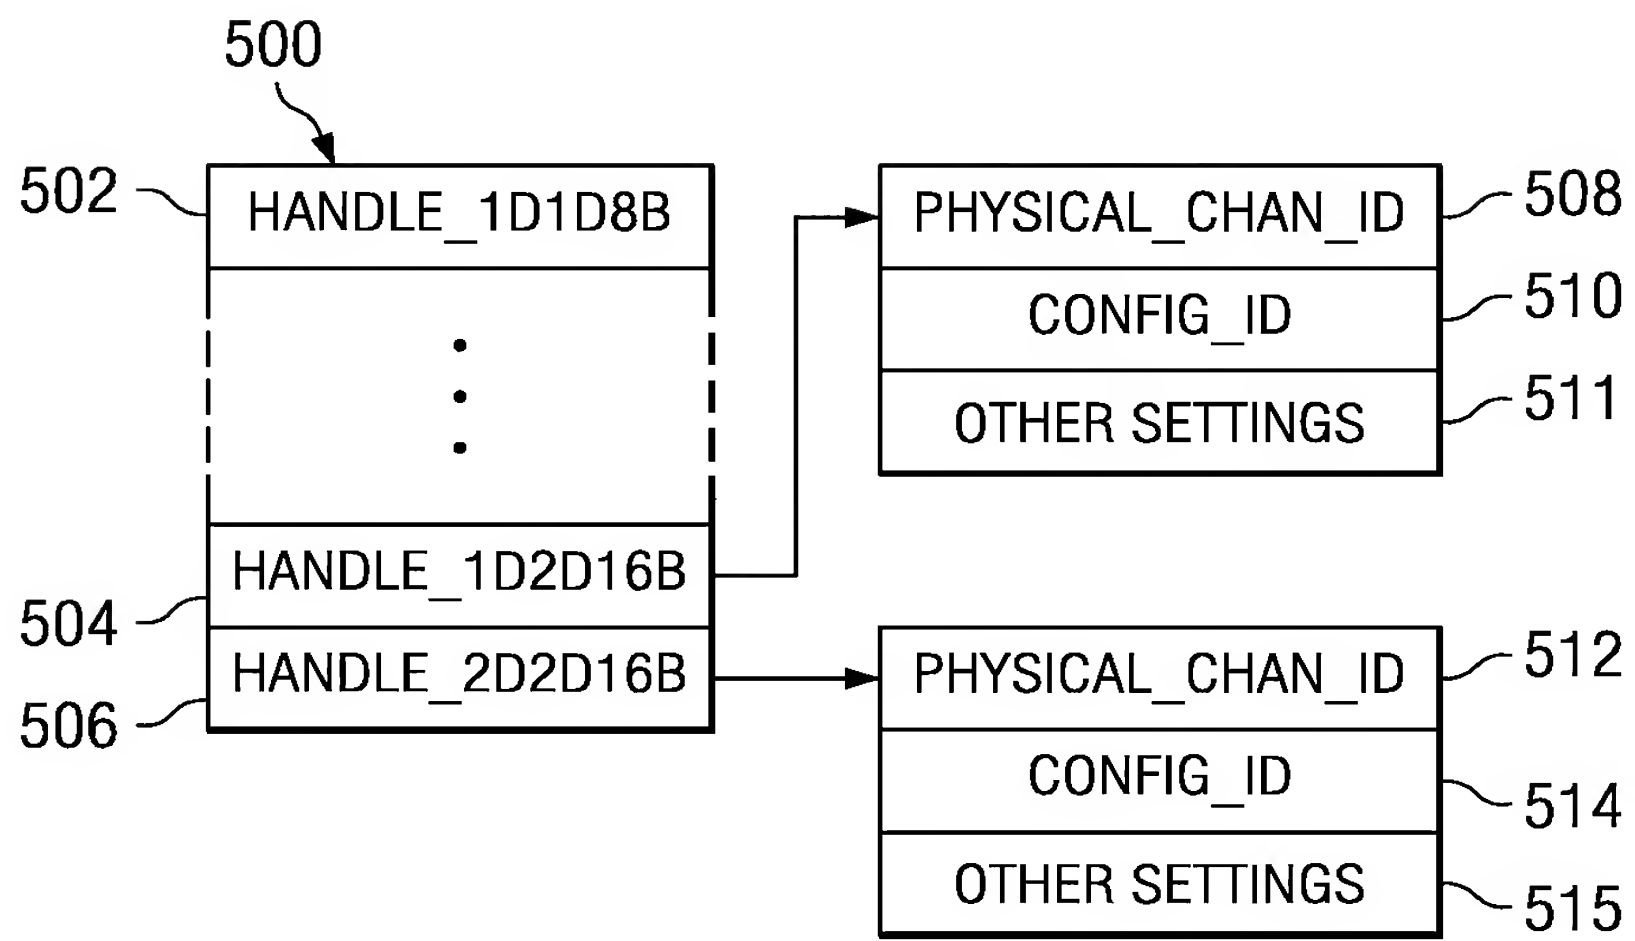 500
502
HANDLE_1D1D8B
PHYSICAL_CHAN_ID
508
CONFIG_ID
510
OTHER SETTINGS
511
HANDLE_1D2D16B
504
HANDLE_2D2D16B
506
PHYSICAL_CHAN_ID
512
CONFIG_ID
514
OTHER SETTINGS
515